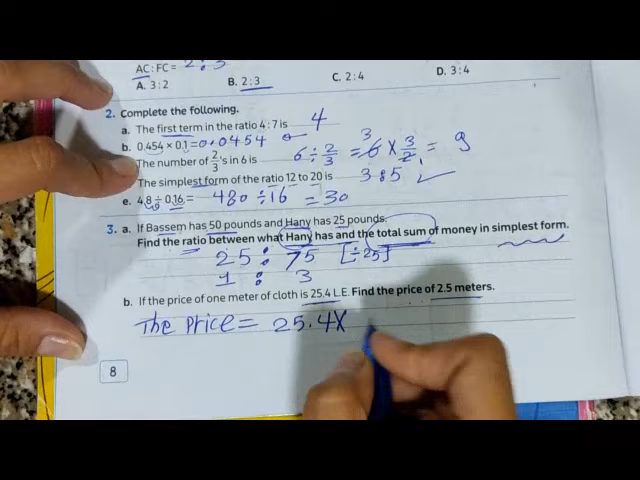 AC:FC = 2:3
A. 3:2 B. 2:3 C. 2:4 D. 3:4
2. Complete the following.
a. The first term in the ratio 4:7 is 4
b. 0.454 × 0.1 = 0.0454
The number of 2/3's in 6 is 6 ÷ 2/3 = 6 × 3/2 = 9
The simplest form of the ratio 12 to 20 is 3:5
e. 4.8 ÷ 0.16 = 480 ÷ 16 = 30
3. a. If Bassem has 50 pounds and Hany has 25 pounds.
Find the ratio between what Hany has and the total sum of money in simplest form.
25 : 75 [÷25]
1 : 3
b. If the price of one meter of cloth is 25.4 L.E. Find the price of 2.5 meters.
The Price = 25.4 ×
8